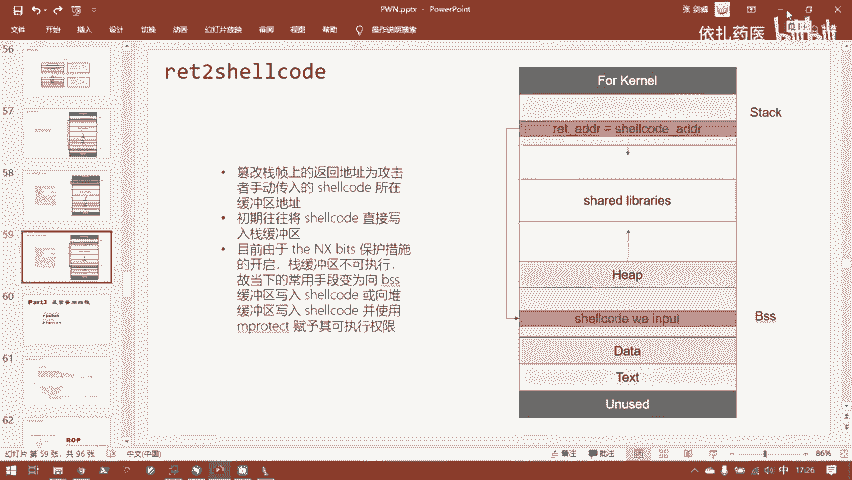 PWN.pptx - PowerPoint
依扎药医
bilibili
文件 开始 插入 设计 切换 动画 幻灯片放映 审阅 视图 帮助 操作说明搜索
56
57
58
59
60
61
62
ROP
ret2shellcode
篡改栈帧上的返回地址为攻击
者手动传入的 shellcode 所在
缓冲区地址
初期往往将 shellcode 直接写
入栈缓冲区
目前由于 the NX bits 保护措施
的开启,栈缓冲区不可执行,
故当下的常用手段变为向 bss
缓冲区写入 shellcode 或向堆
缓冲区写入 shellcode 并使用
mprotect 赋予其可执行权限
For Kernel
Stack
ret_addr = shellcode_addr
shared libraries
Heap
shellcode we input
Bss
Data
Text
Unused
幻灯片 第 59 张,共 96 张 中文(中国)
备注 批注 86%
中 17:26